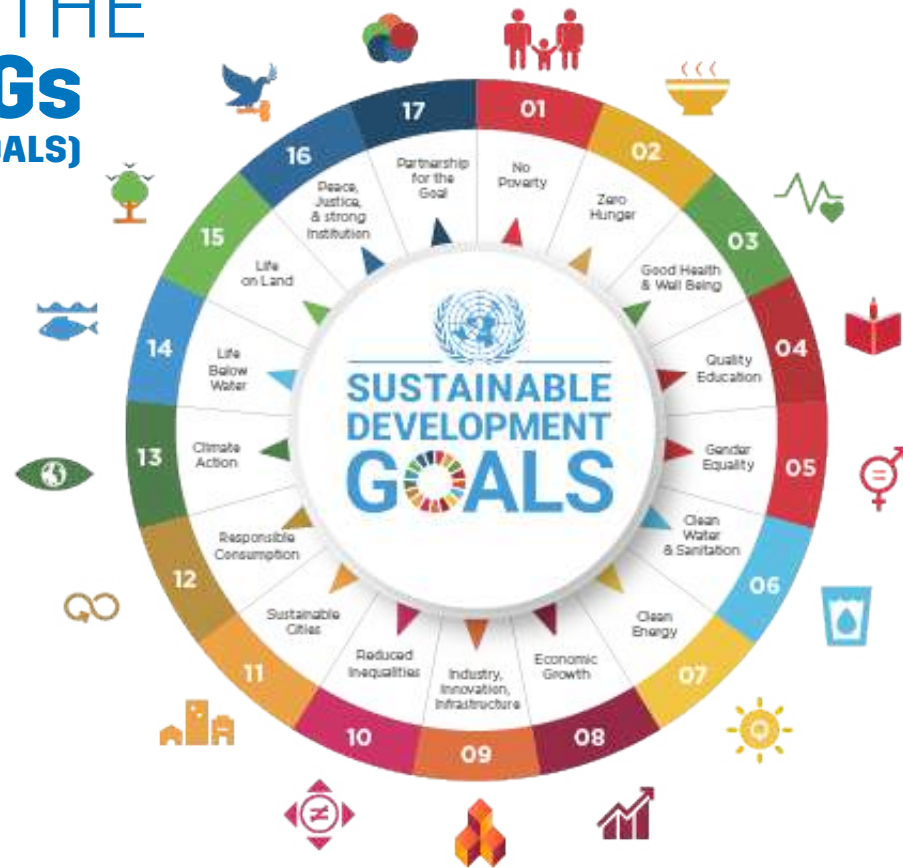 THE
Gs
OALS)
01
No
Poverty
02
Zero
Hunger
03
Good Health
& Well Being
04
Quality
Education
05
Gender
Equality
06
Clean
Water
& Sanitation
07
Clean
Energy
08
Economic
Growth
09
Industry,
Innovation,
Infrastructure
10
Reduced
Inequalities
11
Sustainable
Cities
12
Responsible
Consumption
13
Climate
Action
14
Life
Below
Water
15
Life
on Land
16
Peace,
Justice,
& strong
Institution
17
Partnership
for the
Goal
SUSTAINABLE
DEVELOPMENT
GOALS